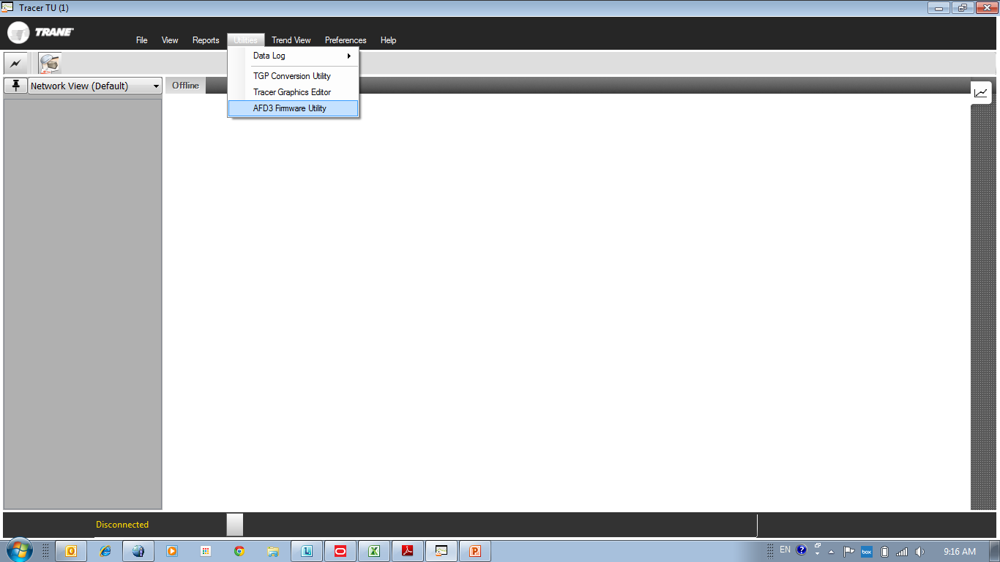 Tracer TU (1)
TRANE
File View Reports Utilities Trend View Preferences Help
Data Log
TGP Conversion Utility
Tracer Graphics Editor
AFD3 Firmware Utility
Network View (Default)
Offline
Disconnected
EN
box
9:16 AM